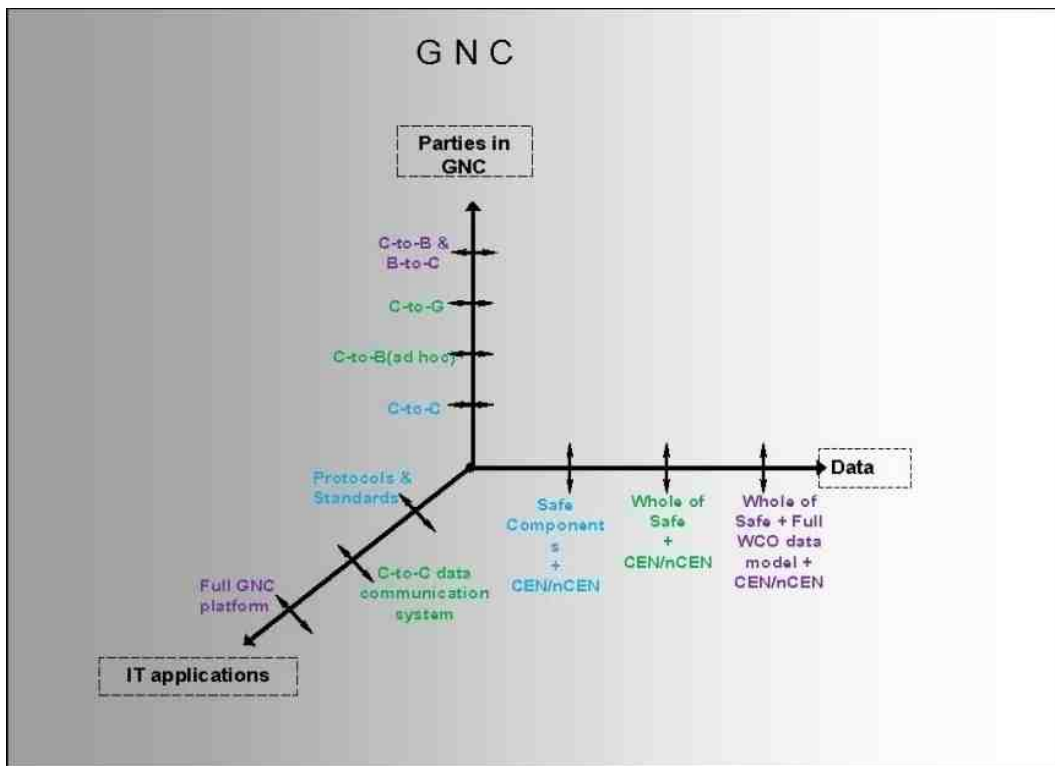 G N C
Parties in
GNC
C-to-B &
B-to-C
C-to-G
C-to-B(ad hoc)
C-to-C
Protocols &
Standards
Data
Safe
Component
s
+
CEN/nCEN
Whole of
Safe
+
CEN/nCEN
Whole of
Safe + Full
WCO data
model +
CEN/nCEN
C-to-C data
communication
system
Full GNC
platform
IT applications